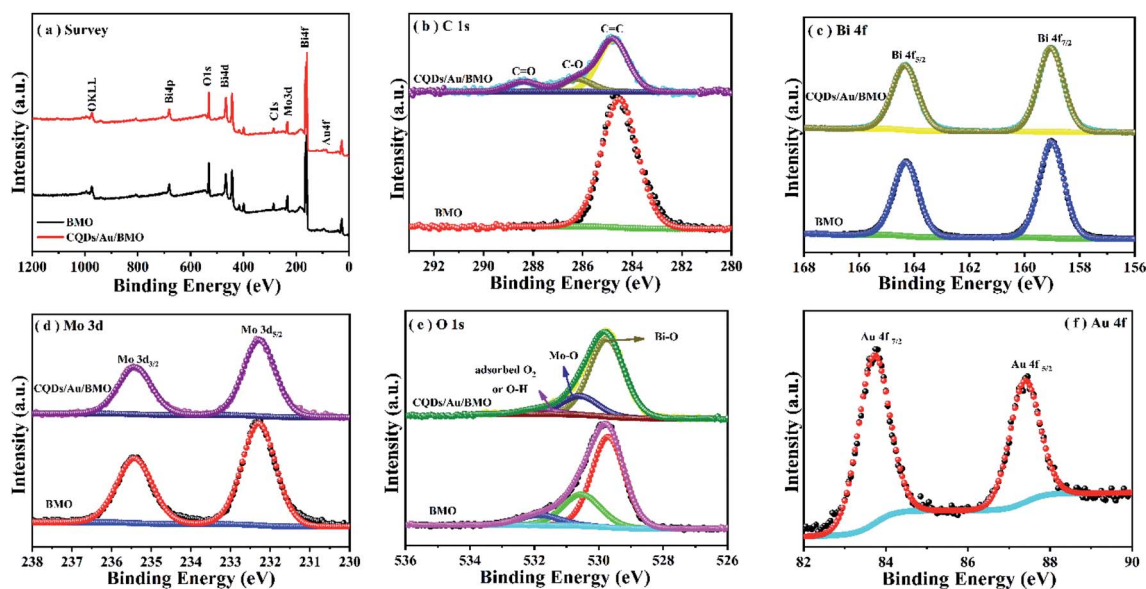 ( a ) Survey
Intensity (a.u.)
OKLL
Bi4p
O1s
Bi4d
C1s
Mo3d
Bi4f
Au4f
BMO
CQDs/Au/BMO
1200 1000 800 600 400 200 0
Binding Energy (eV)
( b ) C 1s
Intensity (a.u.)
C=C
C=O
C-O
CQDs/Au/BMO
BMO
292 290 288 286 284 282 280
Binding Energy (eV)
( c ) Bi 4f
Intensity (a.u.)
Bi 4f7/2
Bi 4f5/2
CQDs/Au/BMO
BMO
168 166 164 162 160 158 156
Binding Energy (eV)
( d ) Mo 3d
Intensity (a.u.)
Mo 3d5/2
Mo 3d3/2
CQDs/Au/BMO
BMO
238 237 236 235 234 233 232 231 230
Binding Energy (eV)
( e ) O 1s
Intensity (a.u.)
Bi-O
Mo-O
adsorbed O2
or O-H
CQDs/Au/BMO
BMO
536 534 532 530 528 526
Binding Energy (eV)
( f ) Au 4f
Intensity (a.u.)
Au 4f7/2
Au 4f5/2
82 84 86 88 90
Binding Energy (eV)